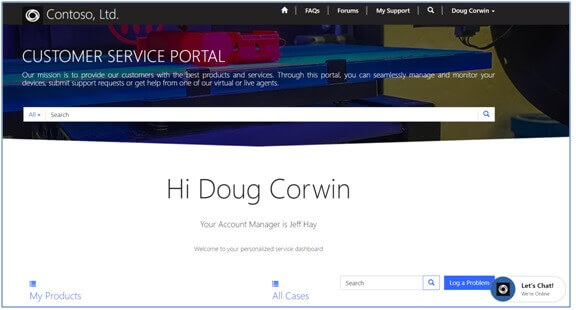 Contoso, Ltd.
FAQs
Forums
My Support
Doug Corwin
CUSTOMER SERVICE PORTAL
Our mission is to provide our customers with the best products and services. Through this portal, you can seamlessly manage and monitor your
devices, submit support requests or get help from one of our virtual or live agents.
All
Search
Hi Doug Corwin
Your Account Manager is Jeff Hay
Welcome to your personalized service dashboard
My Products
All Cases
Search
Log a Problem
Let's Chat!
We're Online